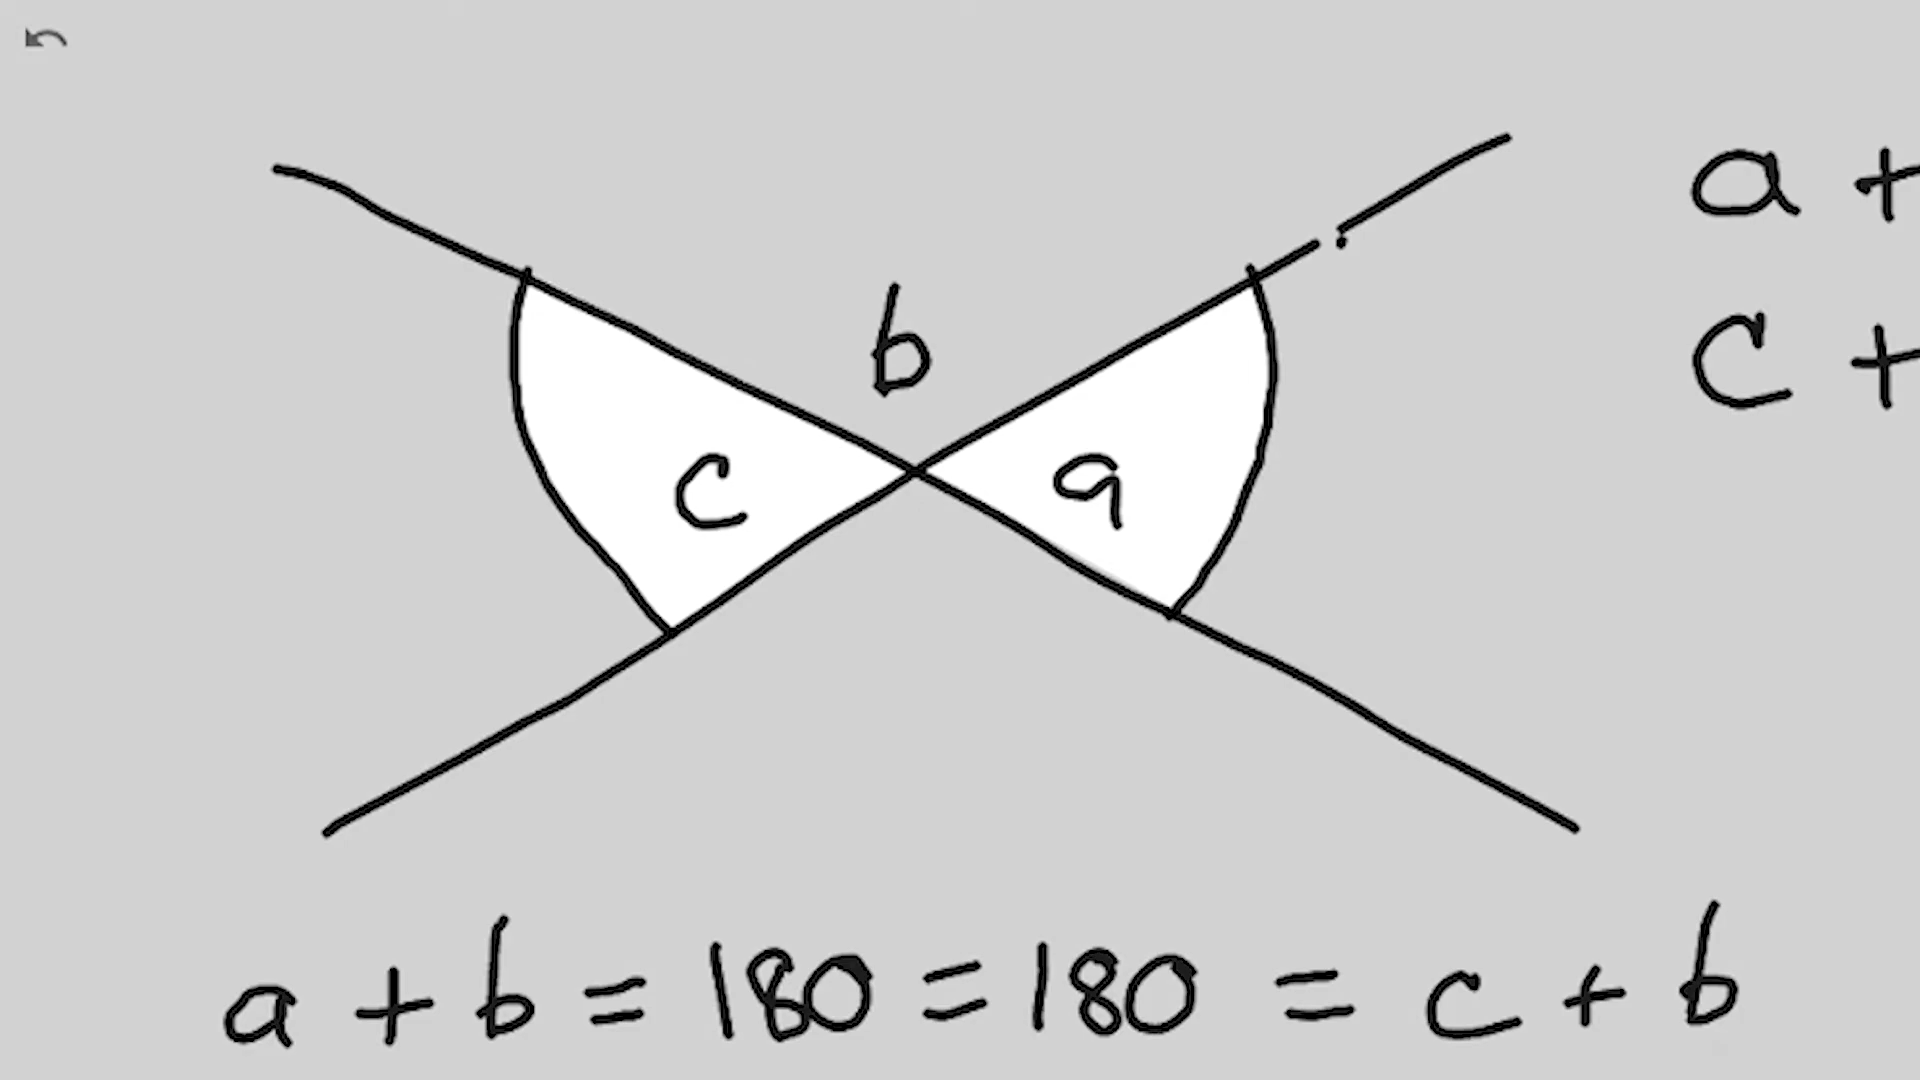 a +
b
c +
c a
a + b = 180 = 180 = c + b